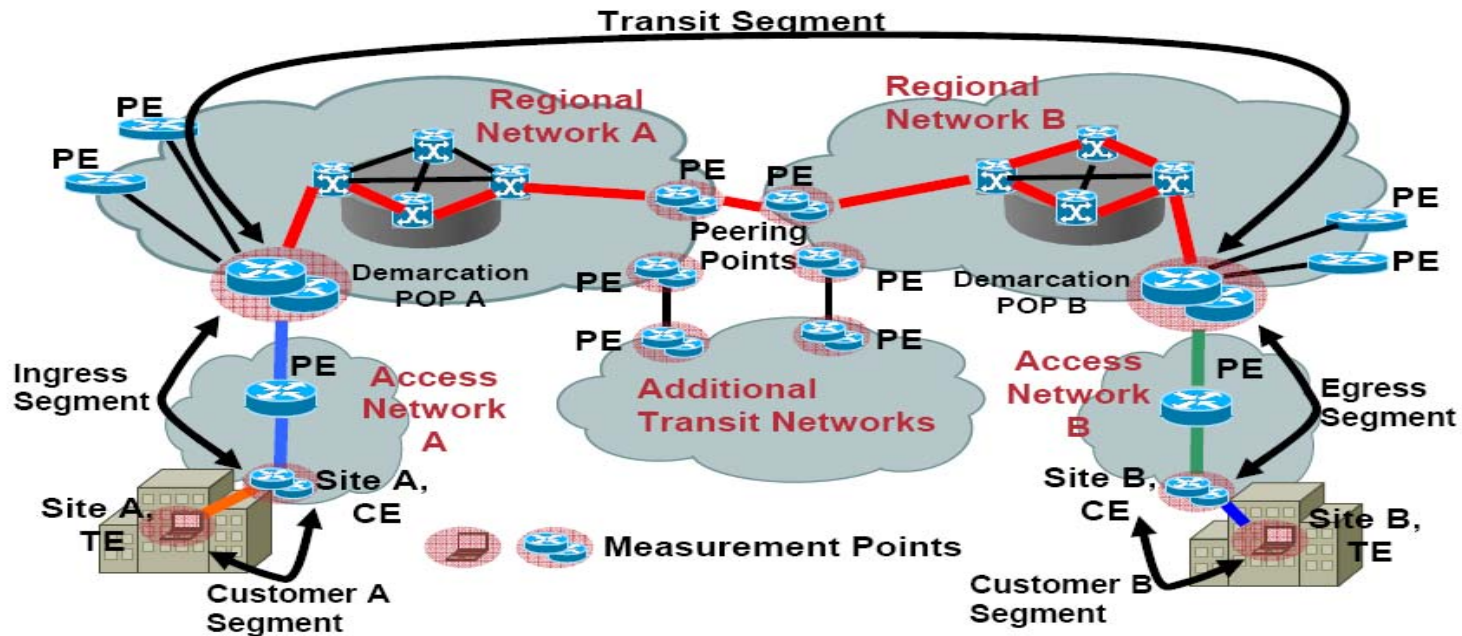 Transit Segment
PE
PE
Regional
Network A
Regional
Network B
PE
PE
Peering
Points
PE
PE
Demarcation
POP A
Demarcation
POP B
PE
PE
PE
PE
Ingress
Segment
PE
Access
Network
A
Additional
Transit Networks
Access
Network
B
PE
Egress
Segment
Site A,
TE
Site A,
CE
Site B,
CE
Site B,
TE
Measurement Points
Customer A
Segment
Customer B
Segment